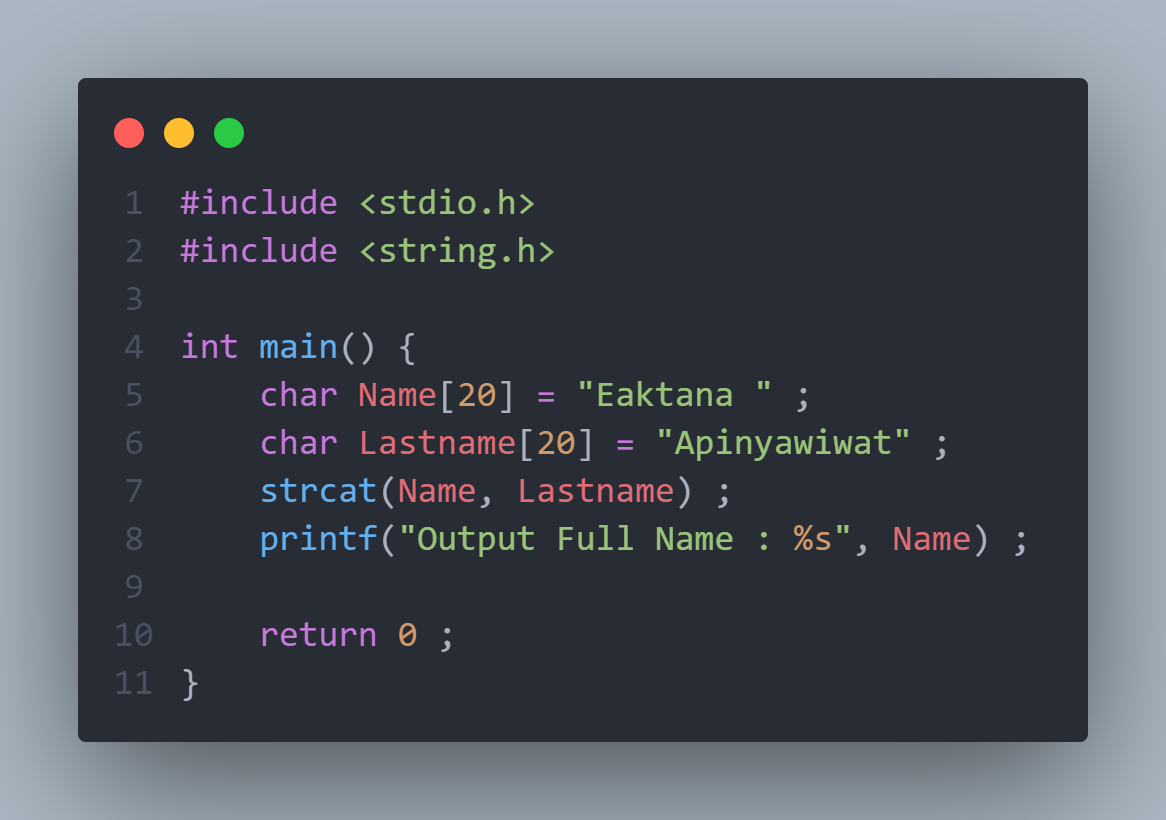 1 #include <stdio.h>
2 #include <string.h>
3
4 int main() {
5     char Name[20] = "Eaktana " ;
6     char Lastname[20] = "Apinyawiwat" ;
7     strcat(Name, Lastname) ;
8     printf("Output Full Name : %s", Name) ;
9
10     return 0 ;
11 }